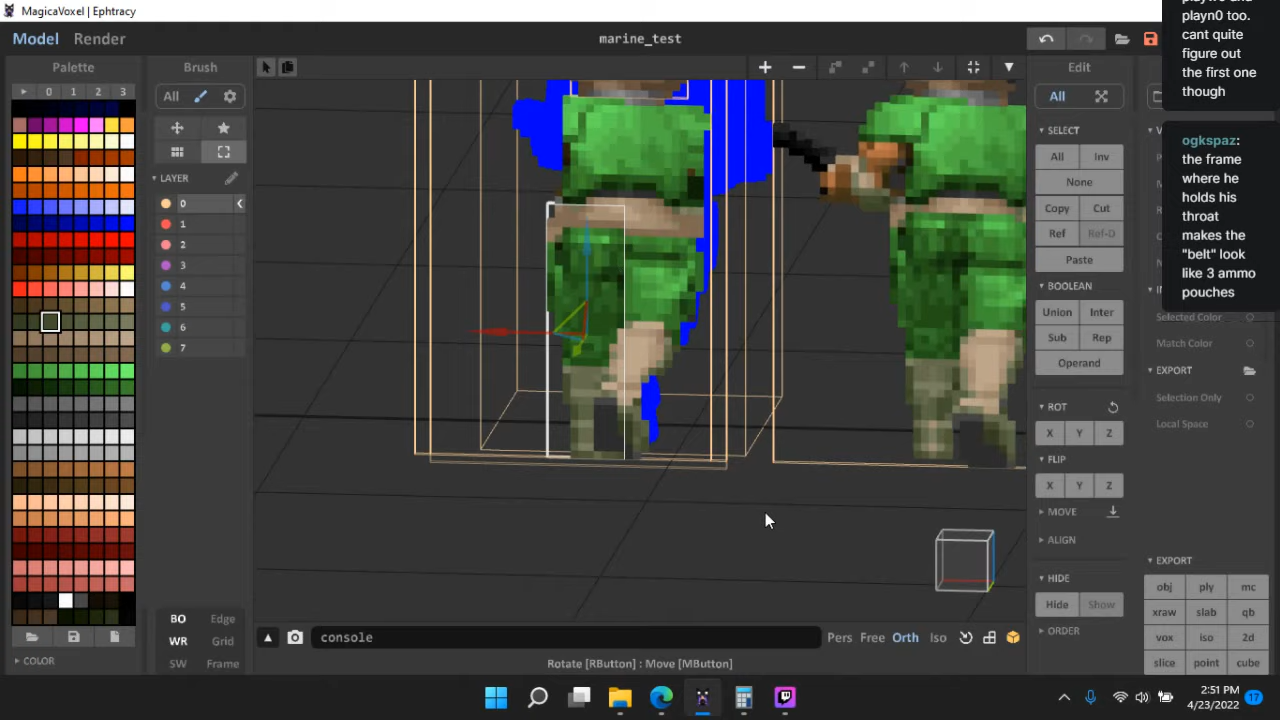 MagicaVoxel | Ephtracy
Model Render
marine_test
Palette
0 1 2 3
COLOR
Brush
All
LAYER
0
1
2
3
4
5
6
7
BO Edge
WR Grid
SW Frame
console
Pers Free Orth Iso
Rotate [RButton] : Move [MButton]
Edit
All
SELECT
All Inv
None
Copy Cut
Ref Ref-D
Paste
BOOLEAN
Union Inter
Sub Rep
Operand
ROT
X Y Z
FLIP
X Y Z
MOVE
ALIGN
HIDE
Hide Show
ORDER
playn0 too.
cant quite
figure out
the first one
though
ogkspaz:
the frame
where he
holds his
throat
makes the
"belt" look
like 3 ammo
pouches
Selected Color
Match Color
EXPORT
Selection Only
Local Space
EXPORT
obj ply mc
xraw slab qb
vox iso 2d
slice point cube
2:51 PM
4/23/2022
17